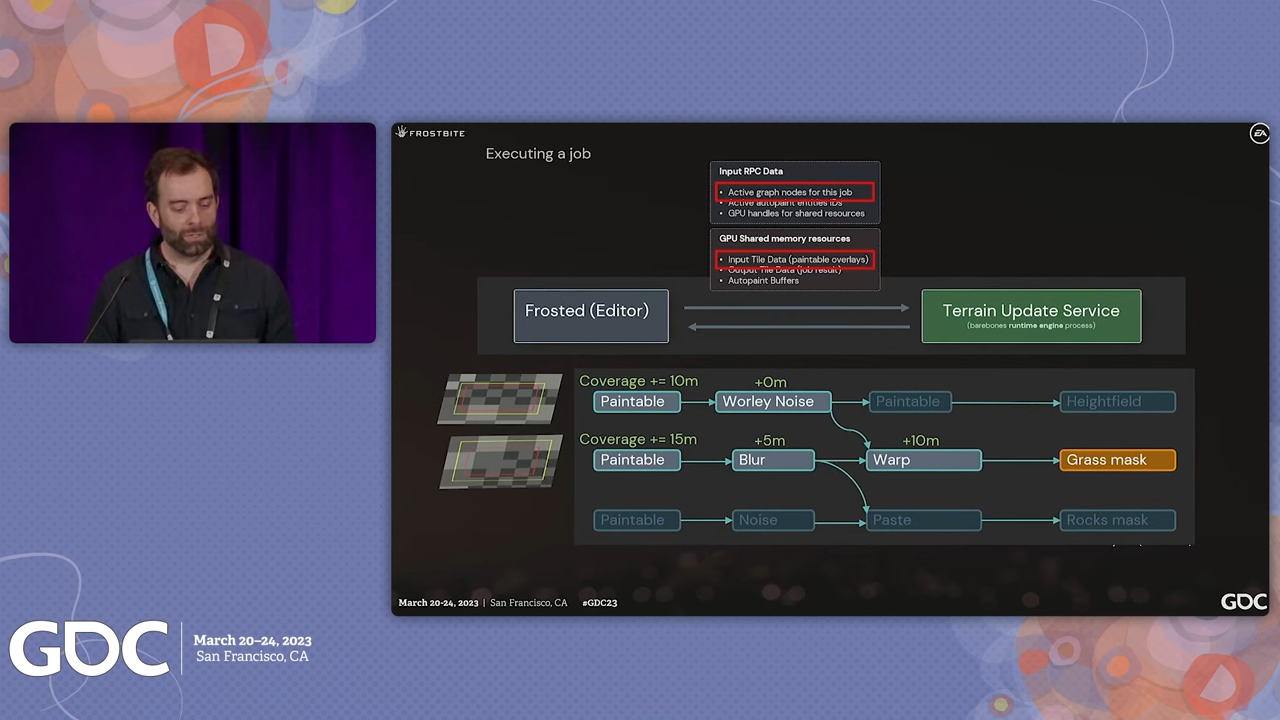 FROSTBITE
EA
Executing a job
Input RPC Data
• Active graph nodes for this job
• Active autopaint entities IDs
• GPU handles for shared resources
GPU Shared memory resources
• Input Tile Data (paintable overlays)
• Output Tile Data (job result)
• Autopaint Buffers
Frosted (Editor)
Terrain Update Service
(barebones runtime engine process)
Coverage += 10m
+0m
Paintable
Worley Noise
Paintable
Heightfield
Coverage += 15m
+5m
+10m
Paintable
Blur
Warp
Grass mask
Paintable
Noise
Paste
Rocks mask
March 20-24, 2023 | San Francisco, CA #GDC23
GDC
GDC
March 20–24, 2023
San Francisco, CA